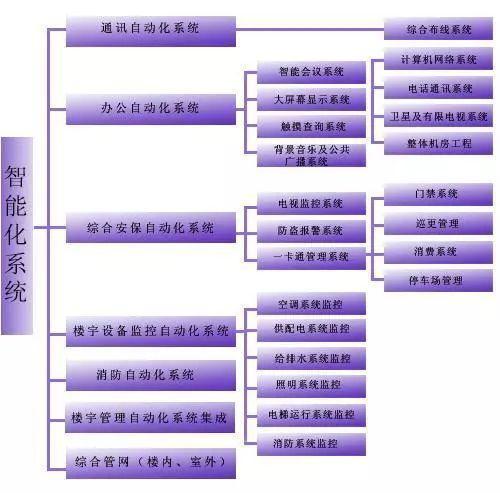 智能化系统
通讯自动化系统
综合布线系统
计算机网络系统
电话通讯系统
卫星及有限电视系统
整体机房工程
办公自动化系统
智能会议系统
大屏幕显示系统
触摸查询系统
背景音乐及公共
广播系统
综合安保自动化系统
电视监控系统
防盗报警系统
一卡通管理系统
门禁系统
巡更管理
消费系统
停车场管理
楼宇设备监控自动化系统
空调系统监控
供配电系统监控
给排水系统监控
照明系统监控
电梯运行系统监控
消防系统监控
消防自动化系统
楼宇管理自动化系统集成
综合管网（楼内、室外）